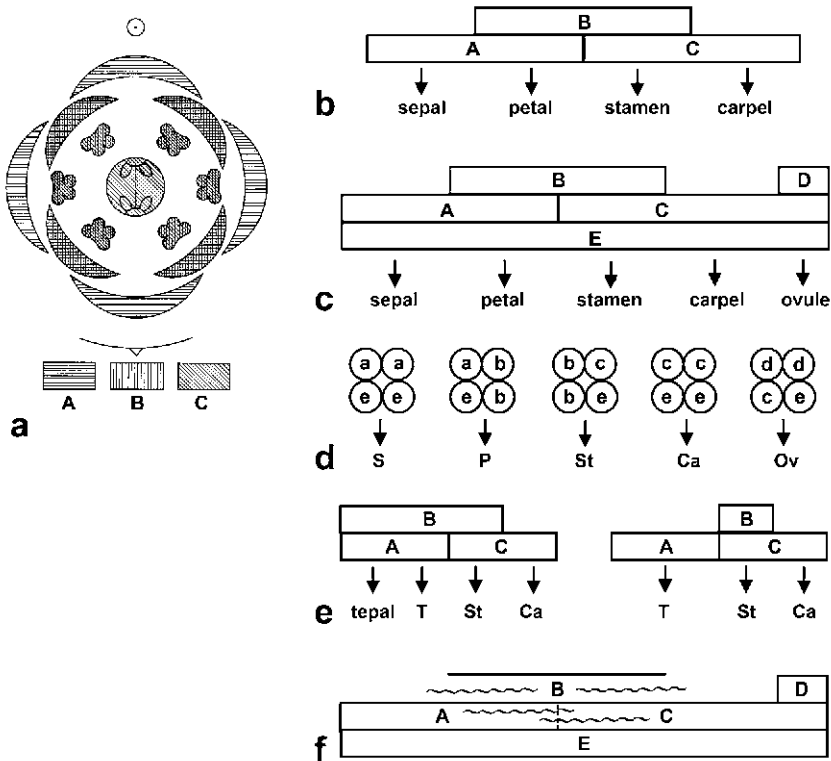 A B C
a
B
A C
sepal petal stamen carpel
b
B D
A C
E
sepal petal stamen carpel ovule
c
a a a b b c c c d d
e e e b b e e e c e
S P St Ca Ov
d
B B
A C A C
tepal T St Ca T St Ca
e
B D
A C
E
f